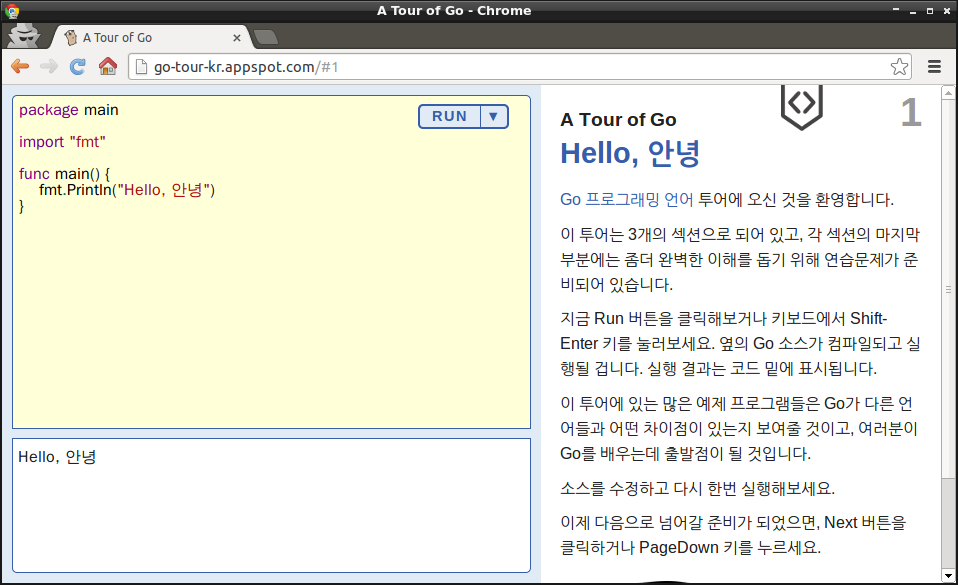 A Tour of Go - Chrome
A Tour of Go
go-tour-kr.appspot.com/#1
package main
RUN
import "fmt"
func main() {
fmt.Println("Hello, 안녕")
}
Hello, 안녕
A Tour of Go
1
Hello, 안녕
Go 프로그래밍 언어 투어에 오신 것을 환영합니다.
이 투어는 3개의 섹션으로 되어 있고, 각 섹션의 마지막
부분에는 좀더 완벽한 이해를 돕기 위해 연습문제가 준
비되어 있습니다.
지금 Run 버튼을 클릭해보거나 키보드에서 Shift-
Enter 키를 눌러보세요. 옆의 Go 소스가 컴파일되고 실
행될 겁니다. 실행 결과는 코드 밑에 표시됩니다.
이 투어에 있는 많은 예제 프로그램들은 Go가 다른 언
어들과 어떤 차이점이 있는지 보여줄 것이고, 여러분이
Go를 배우는데 출발점이 될 것입니다.
소스를 수정하고 다시 한번 실행해보세요.
이제 다음으로 넘어갈 준비가 되었으면, Next 버튼을
클릭하거나 PageDown 키를 누르세요.